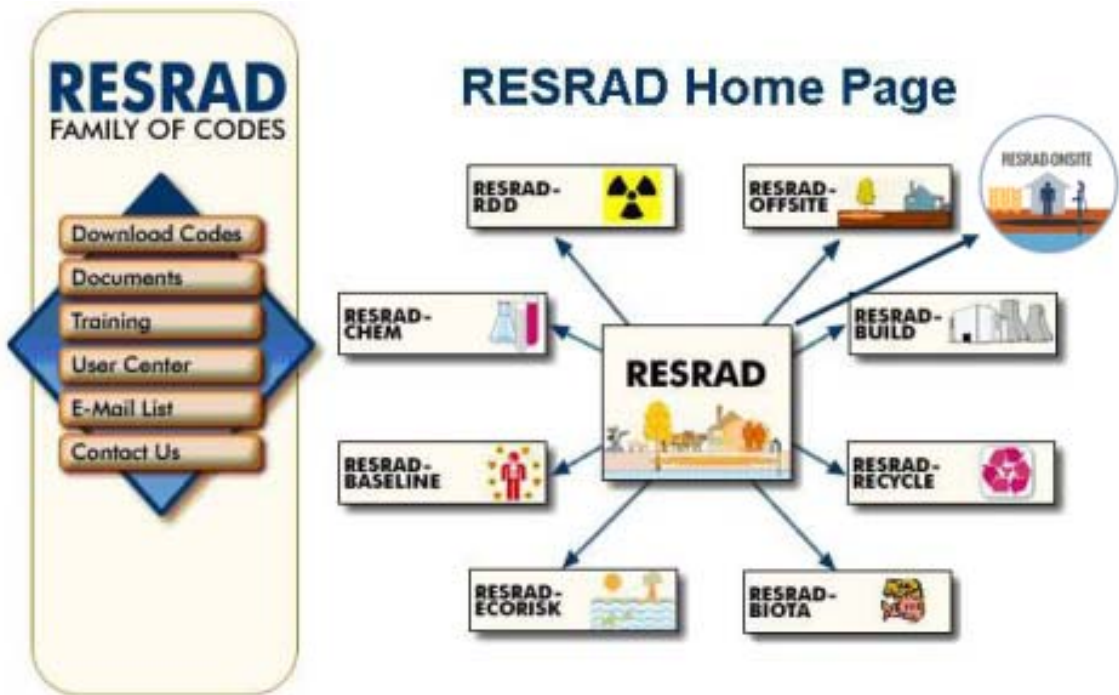 RESRAD
FAMILY OF CODES
Download Codes
Documents
Training
User Center
E-Mail List
Contact Us
RESRAD Home Page
RESRAD-
RDD
RESRAD-
OFFSITE
RESRAD-ONSITE
RESRAD-
CHEM
RESRAD-
BUILD
RESRAD
RESRAD-
BASELINE
RESRAD-
RECYCLE
RESRAD-
ECORISK
RESRAD-
BIOTA